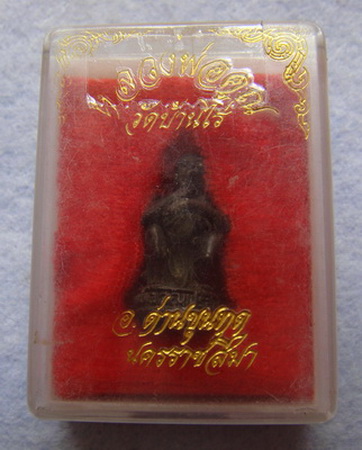 หลวงพ่อคูณ
วัดบ้านไร่
อ.ด่านขุนทด
นครราชสีมา